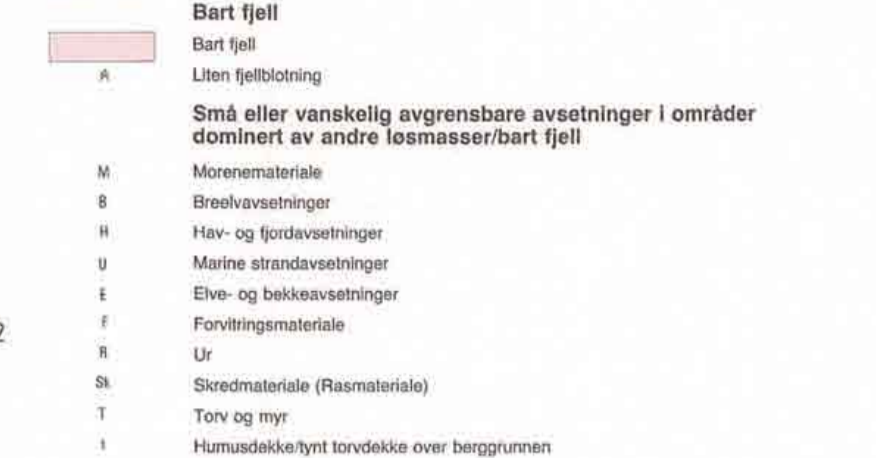 Bart fjell
Bart fjell
A Liten fjellblotning
Små eller vanskelig avgrensbare avsetninger i områder
dominert av andre løsmasser/bart fjell
M Morenemateriale
B Breelvavsetninger
H Hav- og fjordavsetninger
U Marine strandavsetninger
E Elve- og bekkeavsetninger
F Forvitringsmateriale
R Ur
Sk Skredmateriale (Rasmateriale)
T Torv og myr
t Humusdekke/tynt torvdekke over berggrunnen